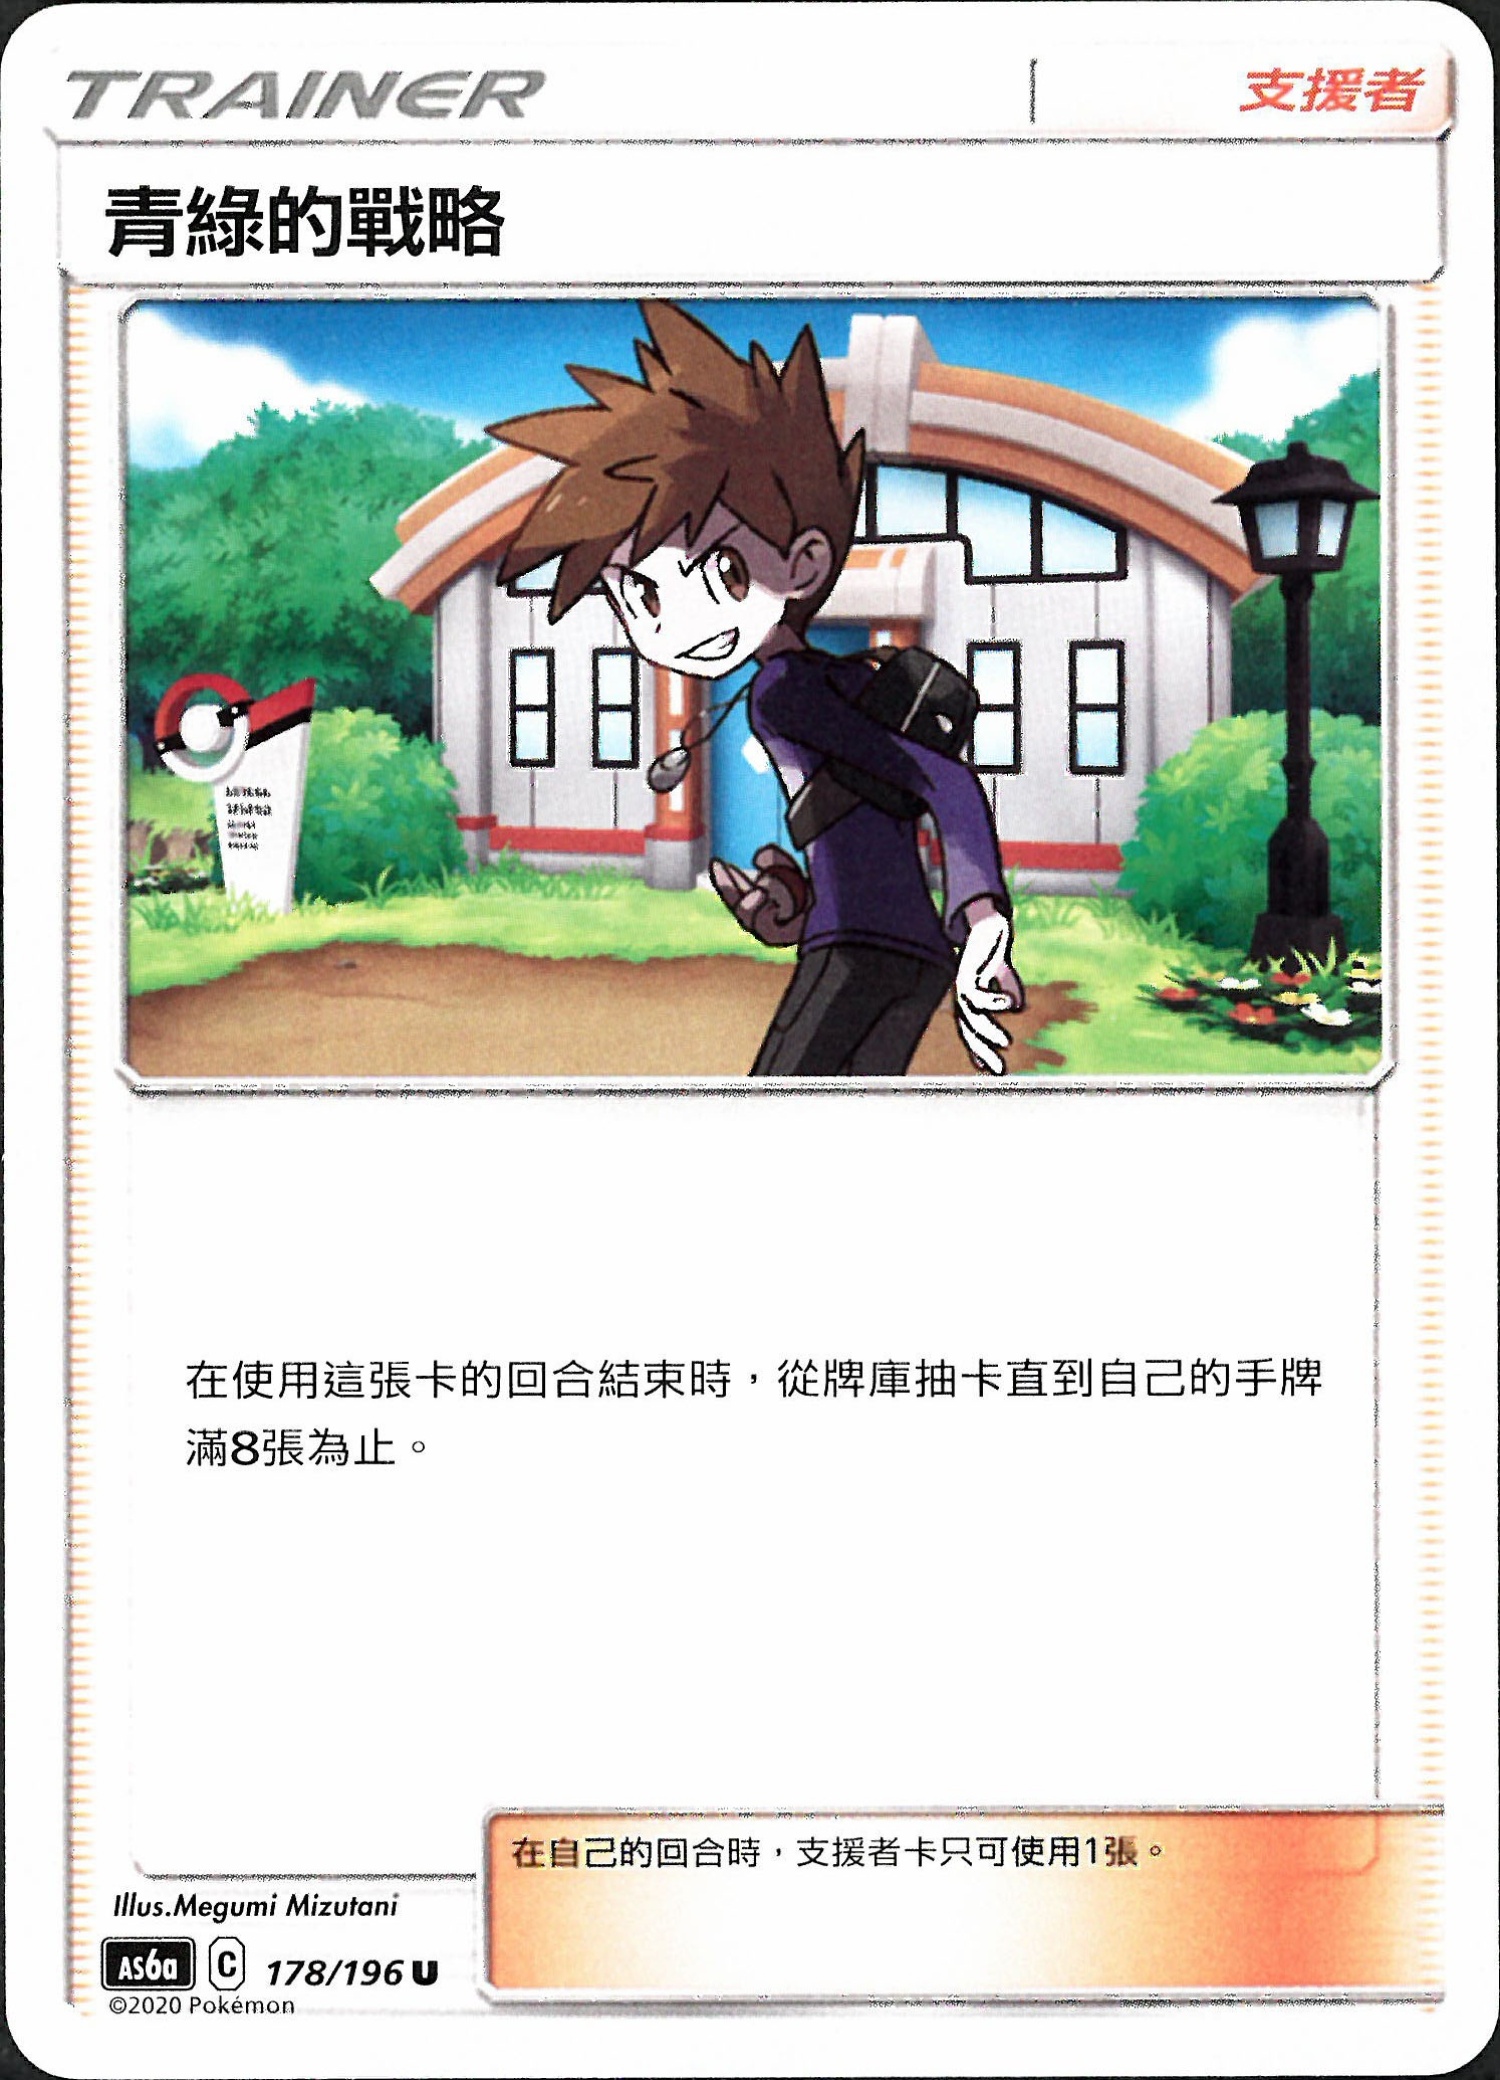 TRAINER
支援者
青綠的戰略
在使用這張卡的回合結束時，從牌庫抽卡直到自己的手牌
滿8張為止。
在自己的回合時，支援者卡只可使用1張。
Illus.Megumi Mizutani
AS6a C 178/196 U
©2020 Pokémon